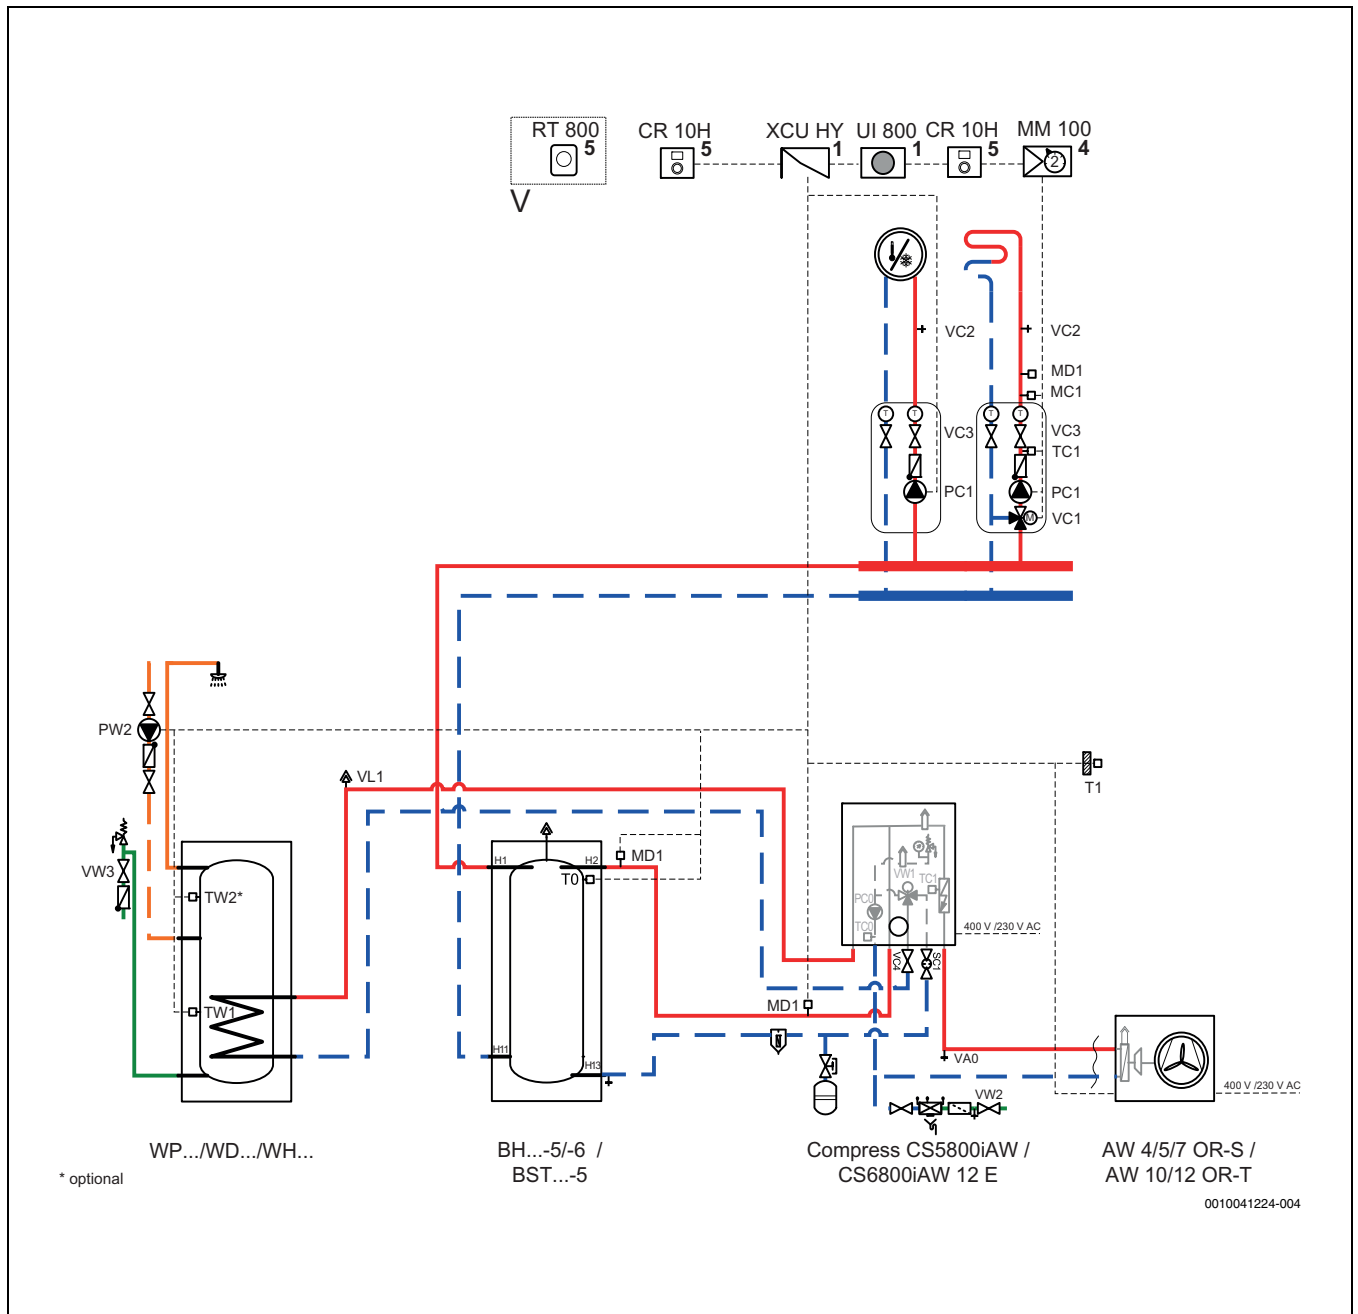 RT 800
5
V
CR 10H
5
XCU HY
1
UI 800
1
CR 10H
5
MM 100
4
2
VC2
VC2
MD1
MC1
T
T
T
T
VC3
VC3
TC1
PC1
PC1
M
VC1
PW2
VL1
T1
VW3
TW2*
TW1
H1
H2
MD1
T0
H11
H13
VW1
TC1
PC0
TC0
400 V /230 V AC
VC4
SC1
MD1
VA0
VW2
400 V /230 V AC
WP.../WD.../WH...
BH...-5/-6 /
BST...-5
Compress CS5800iAW /
CS6800iAW 12 E
AW 4/5/7 OR-S /
AW 10/12 OR-T
* optional
0010041224-004